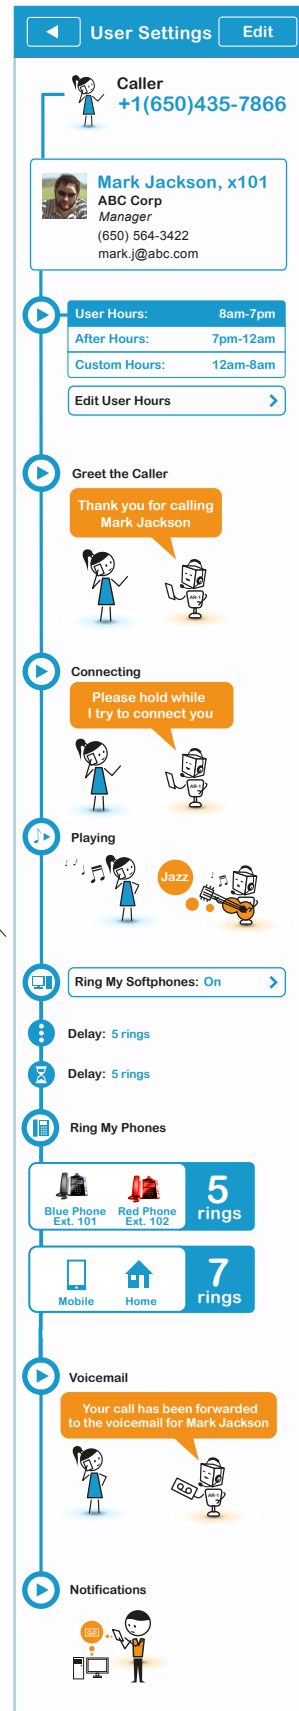 User Settings
Edit
Caller
+1(650)435-7866
Mark Jackson, x101
ABC Corp
Manager
(650) 564-3422
mark.j@abc.com
User Hours: 8am-7pm
After Hours: 7pm-12am
Custom Hours: 12am-8am
Edit User Hours
Greet the Caller
Thank you for calling
Mark Jackson
AR-1
Connecting
Please hold while
I try to connect you
AR-1
Playing
Jazz
Ring My Softphones: On
Delay: 5 rings
Delay: 5 rings
Ring My Phones
Blue Phone
Ext. 101
Red Phone
Ext. 102
5
rings
Mobile
Home
7
rings
Voicemail
Your call has been forwarded
to the voicemail for Mark Jackson
AR-1
Notifications